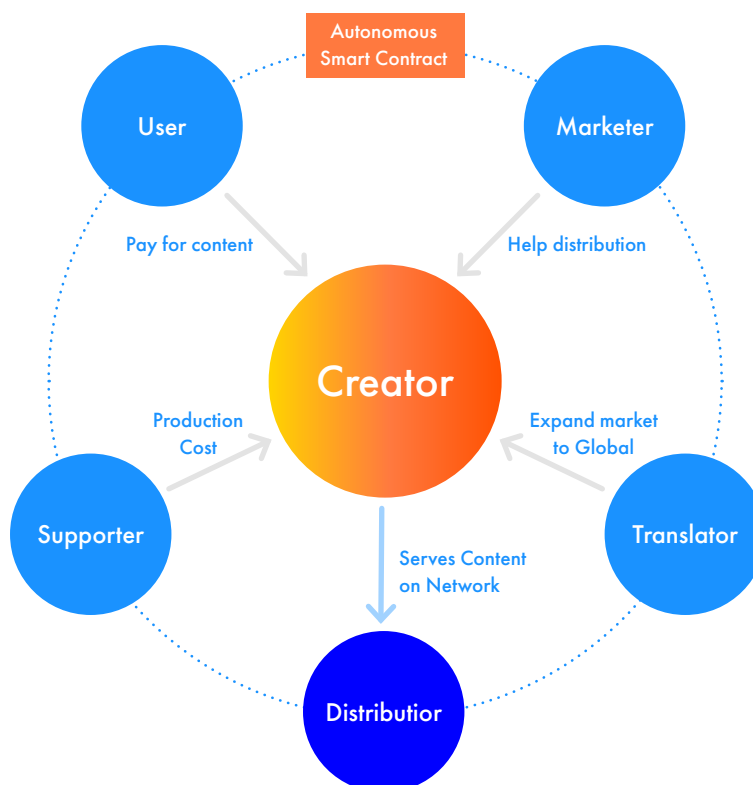 Autonomous
Smart Contract
User
Marketer
Pay for content
Help distribution
Creator
Production
Cost
Expand market
to Global
Supporter
Translator
Serves Content
on Network
Distributior